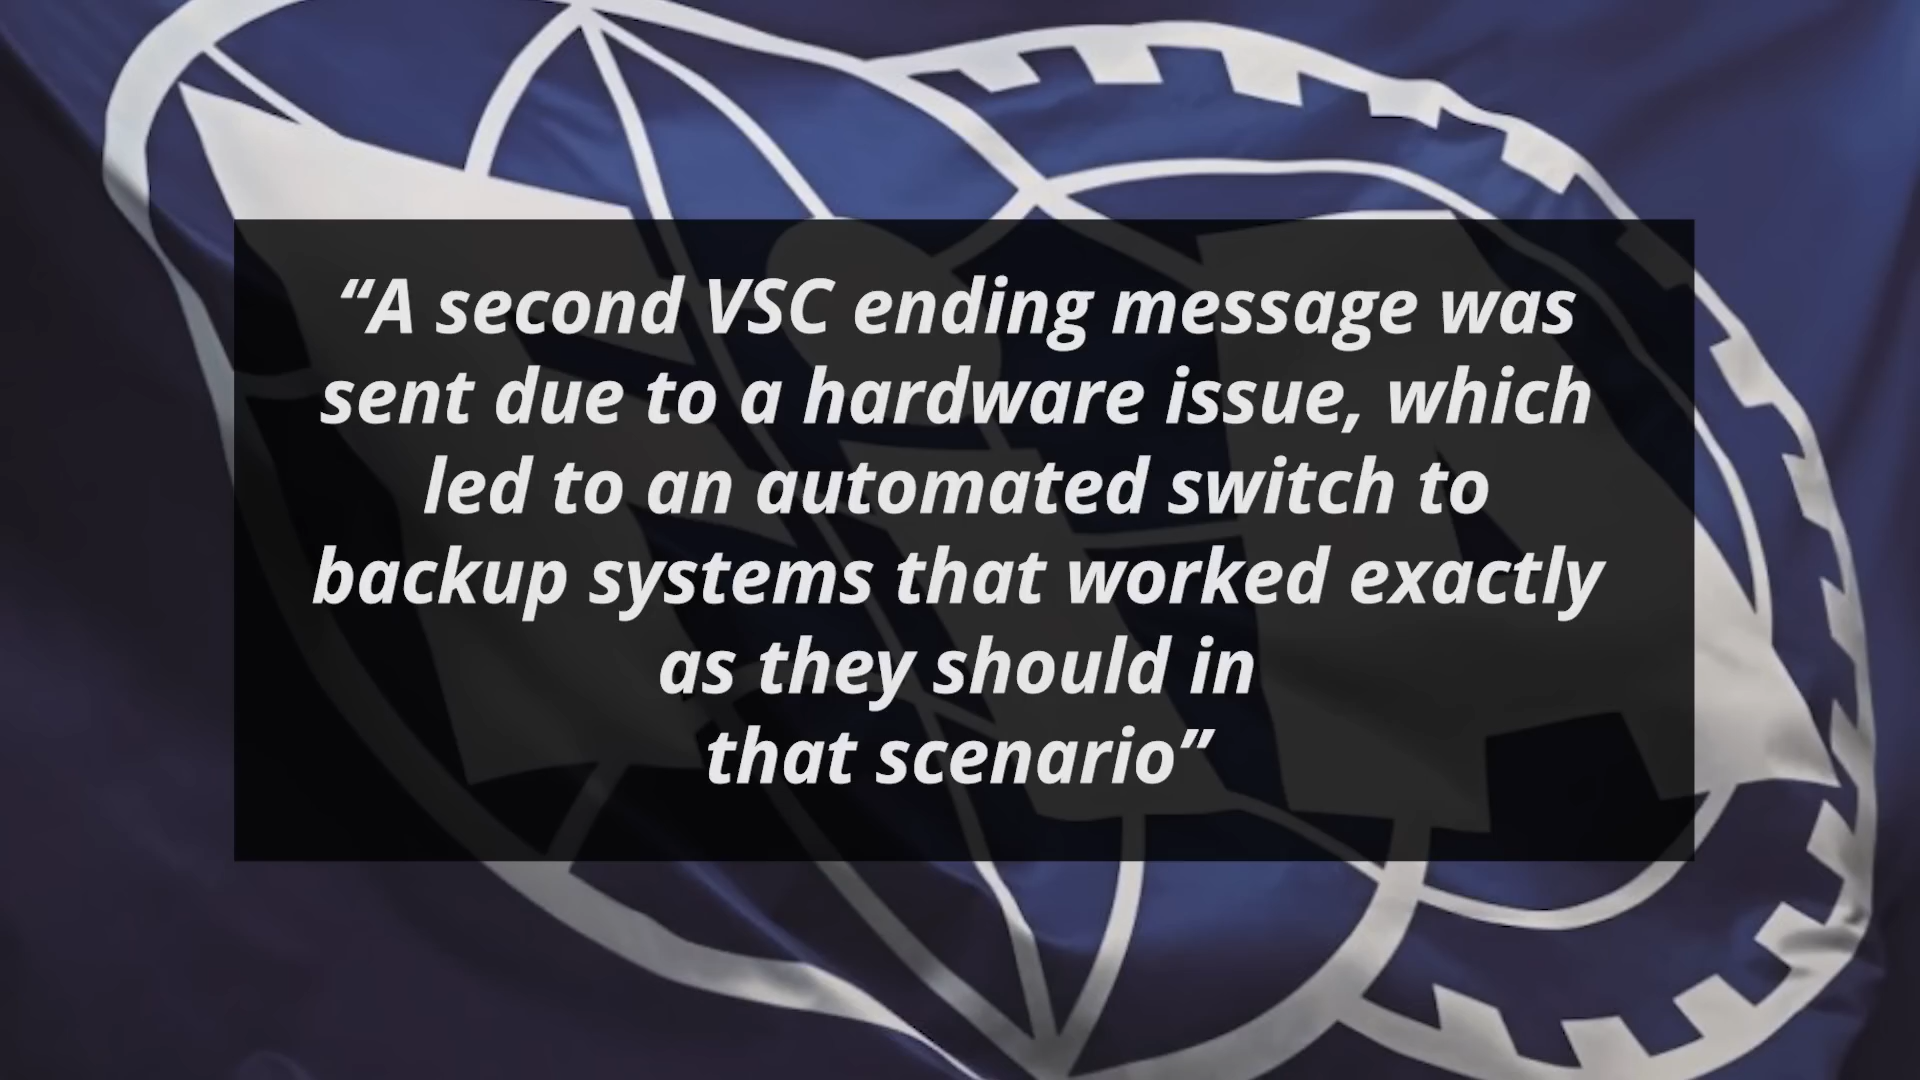 “A second VSC ending message was
sent due to a hardware issue, which
led to an automated switch to
backup systems that worked exactly
as they should in
that scenario”